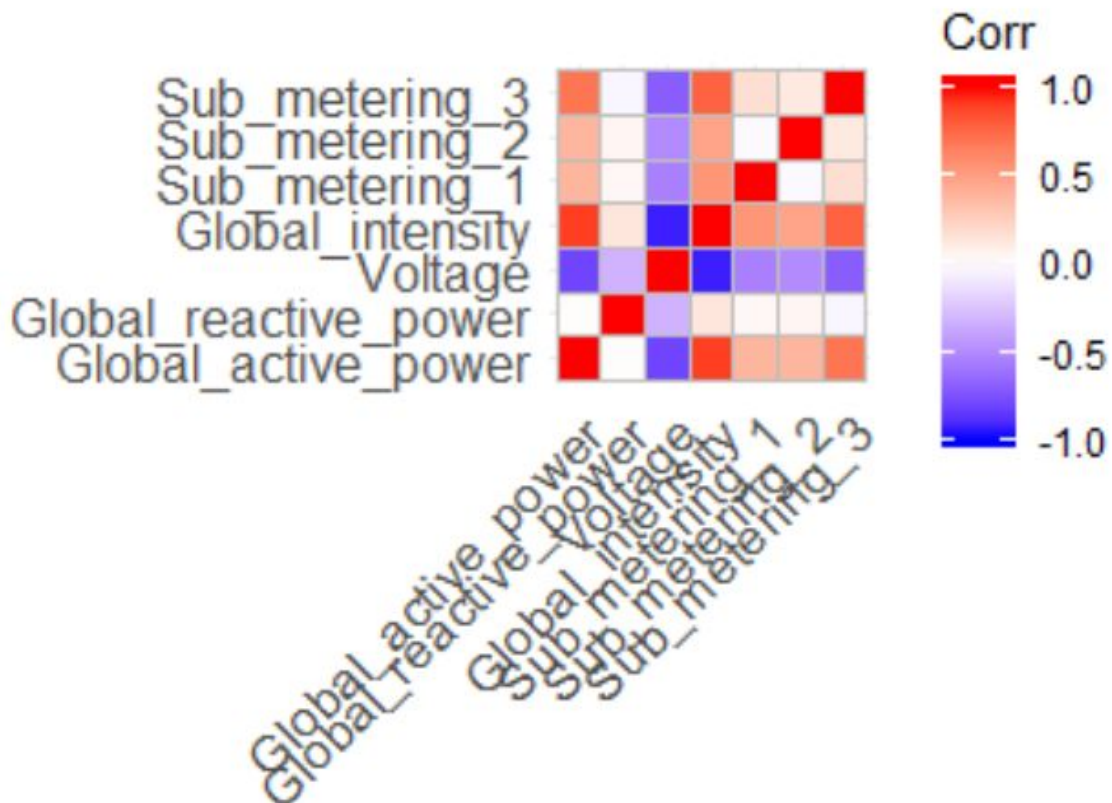 Corr
Sub_metering_3
Sub_metering_2
Sub_metering_1
Global_intensity
Voltage
Global_reactive_power
Global_active_power
1.0
0.5
0.0
-0.5
-1.0
Global_active_power
Global_reactive_power
Voltage
Global_intensity
Sub_metering_1
Sub_metering_2
Sub_metering_3